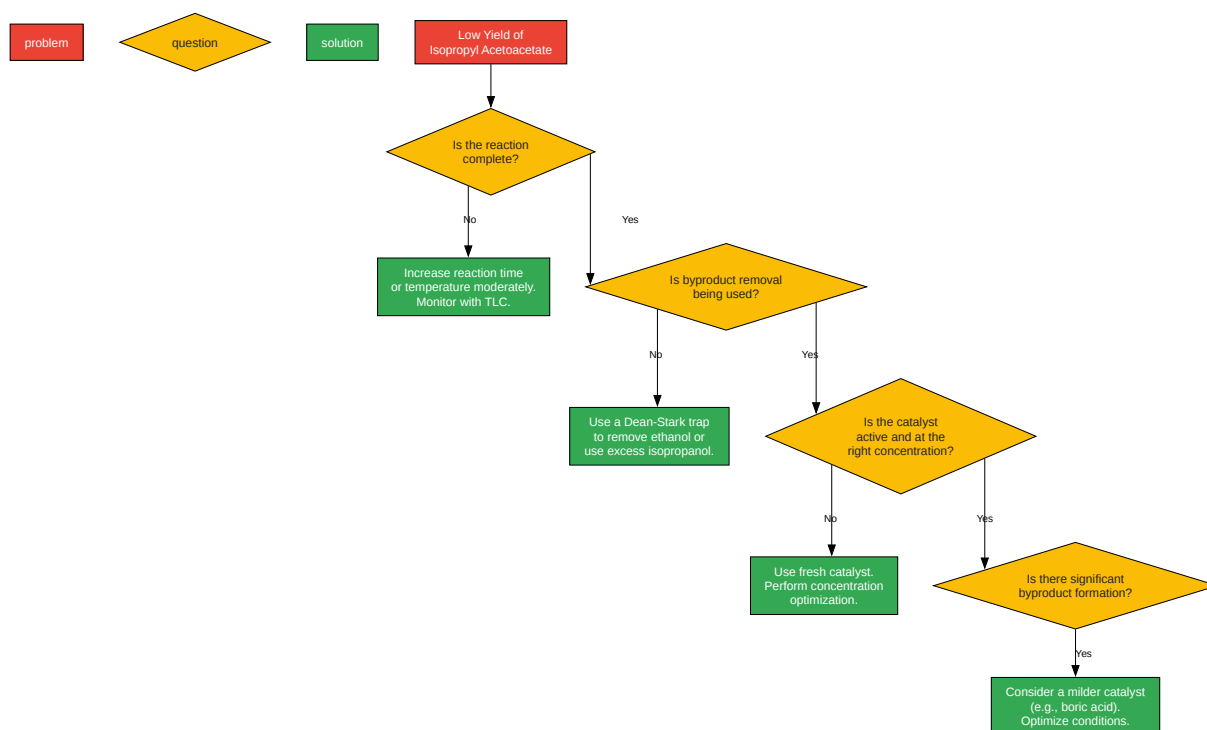 problem
question
solution
Low Yield of
Isopropyl Acetoacetate
Is the reaction
complete?
No
Yes
Increase reaction time
or temperature moderately.
Monitor with TLC.
Is byproduct removal
being used?
No
Yes
Use a Dean-Stark trap
to remove ethanol or
use excess isopropanol.
Is the catalyst
active and at the
right concentration?
No
Yes
Use fresh catalyst.
Perform concentration
optimization.
Is there significant
byproduct formation?
Yes
Consider a milder catalyst
(e.g., boric acid).
Optimize conditions.